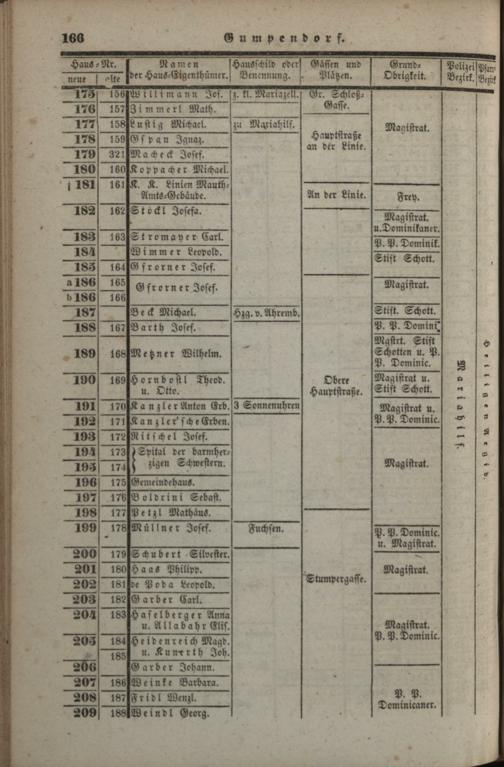 166 Gumpendorf.
Haus-Nr. Namen Hausschild oder Gässen und Grund- Polizei Pfarr
neue alte der Haus-Eigenthümer. Benennung. Plätzen. Obrigkeit. Bezirk. Bezirk
175 156 Willimann Jos. z. kl. Mariazell. Gr. Schloß-
176 157 Zimmerl Math. Gasse.
177 158 Lustig Michael. zu Mariahilf. Magistrat.
178 159 Gspan Ignaz. Hauptstraße
179 321 Macheck Josef. an der Linie.
180 160 Koppacher Michael.
181 161 K. K. Linien Mauth- An der Linie. Frey.
Amts-Gebäude.
182 162 Stöckl Josefa. Magistrat.
u. Dominikaner.
183 163 Stromayer Carl. P. P. Dominik.
184 Wimmer Leopold.
185 164 Gfrorner Josef. Stift Schott.
a 186 165 Gfrorner Josef. Magistrat.
b 186 166
187 Beck Michael. Hzg. v. Ahremb. Stift. Schott.
188 167 Barth Josef. P. P. Domini
189 168 Metzner Wilhelm. Mgstrt. Stift
Schotten u. P.
P. Dominic.
190 169 Hornbostl Theod. Obere Magistrat u.
u. Otto. Hauptstraße. Stift Schott.
191 170 Kanzler Anton Erb. 3 Sonnenuhren Magistrat u.
192 171 Kanzler'sche Erben. P. P. Dominic.
193 172 Ritschel Josef.
194 173 Spital der barmher-
195 174 zigen Schwestern. Magistrat.
196 175 Gemeindehaus.
197 176 Boldrini Sebast.
198 177 Petzl Mathäus.
199 178 Müllner Josef. Fuchsen. P. P. Dominic.
u. Magistrat.
200 179 Schubert Silvester.
201 180 Haas Philipp. Magistrat.
202 181 de Poda Leopold. Stumpergasse.
203 182 Garber Carl.
204 183 Haselberger Anna Magistrat.
u. Allabahr Elis.
205 184 Heidenreich Magd. P. P. Dominic.
185 u. Kunerth Joh.
206 Garber Johann.
207 186 Weinke Barbara.
208 187 Fridl Wenzl. P. P.
209 188 Weindl Georg. Dominicaner.
Mariahilf.